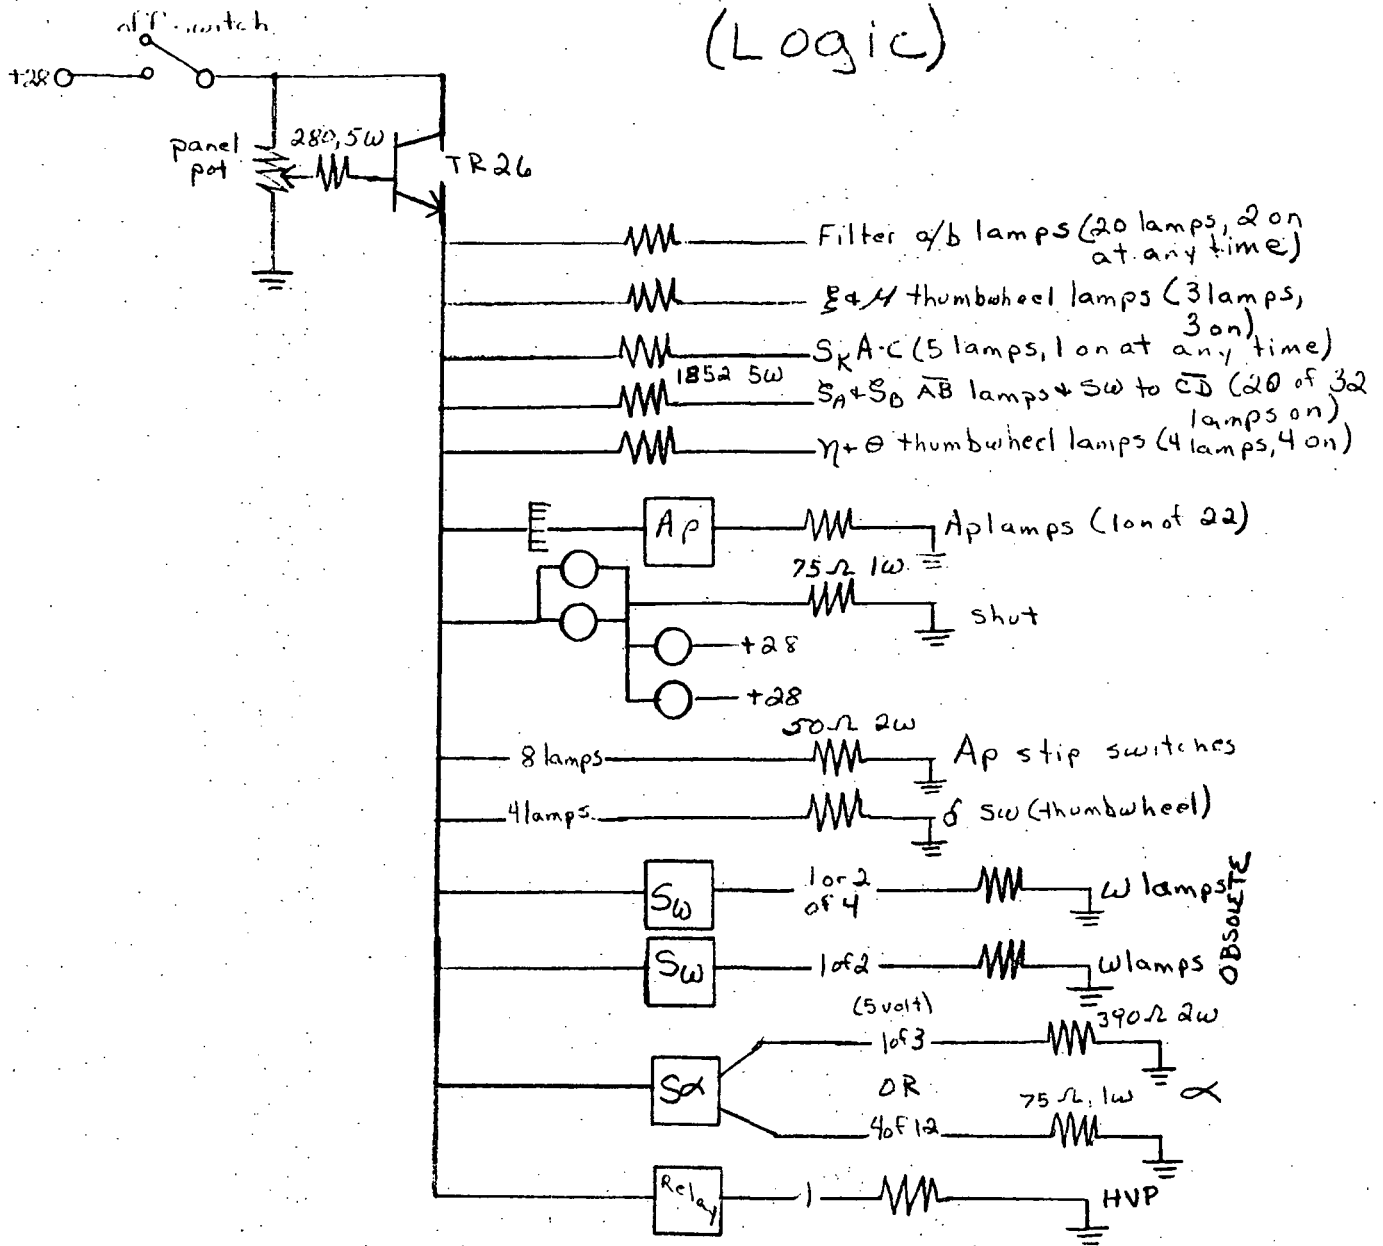 off switch
(Logic)
+28
panel
pot
280, 5W
TR26
Filter a/b lamps (20 lamps, 2 on
at any time)
ξ + μ thumbwheel lamps (3 lamps,
3 on)
SK A-C (5 lamps, 1 on at any time)
185Ω 5W
SA + SB AB lamps + SW to CD (20 of 32
lamps on)
η + θ thumbwheel lamps (4 lamps, 4 on)
Ap
Ap lamps (1 on of 22)
75Ω 1W
shut
+28
+28
50Ω 2W
8 lamps
Ap stip switches
4 lamps
δ SW (thumbwheel)
Sω
1 or 2
of 4
ω lamps
Sω
1 of 2
ω lamps
OBSOLETE
(5 volt)
1 of 3
390Ω 2W
Sα
OR
α
75Ω, 1W
4 of 12
Relay
1
HVP